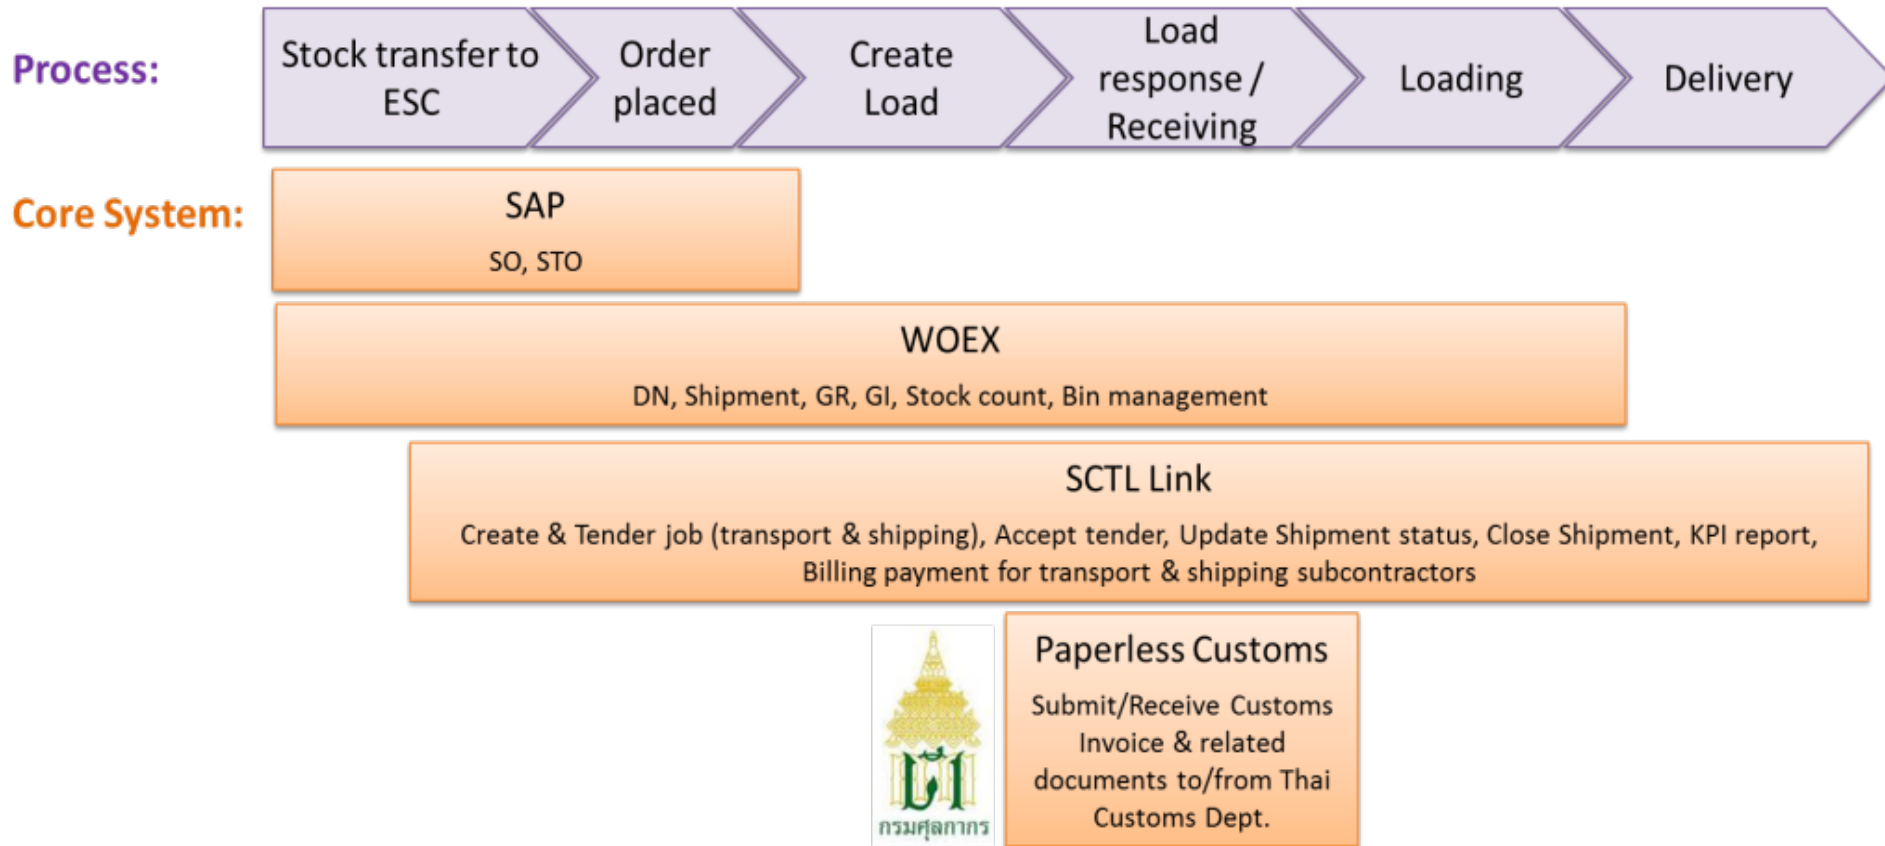 Process:
Stock transfer to
ESC
Order
placed
Create
Load
Load
response /
Receiving
Loading
Delivery
Core System:
SAP
SO, STO
WOEX
DN, Shipment, GR, GI, Stock count, Bin management
SCTL Link
Create & Tender job (transport & shipping), Accept tender, Update Shipment status, Close Shipment, KPI report,
Billing payment for transport & shipping subcontractors
กรมศุลกากร
Paperless Customs
Submit/Receive Customs
Invoice & related
documents to/from Thai
Customs Dept.